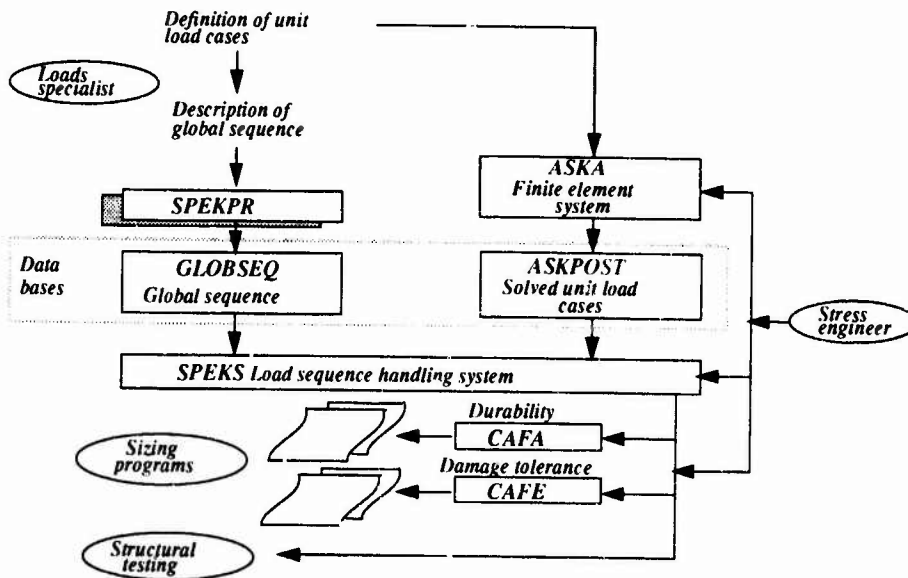 Definition of unit
load cases
Loads
specialist
Description of
global sequence
ASKA
Finite element
system
SPEKPR
Data
bases
GLOBSEQ
Global sequence
ASKPOST
Solved unit load
cases
Stress
engineer
SPEKS Load sequence handling system
Durability
CAFA
Sizing
programs
Damage tolerance
CAFE
Structural
testing